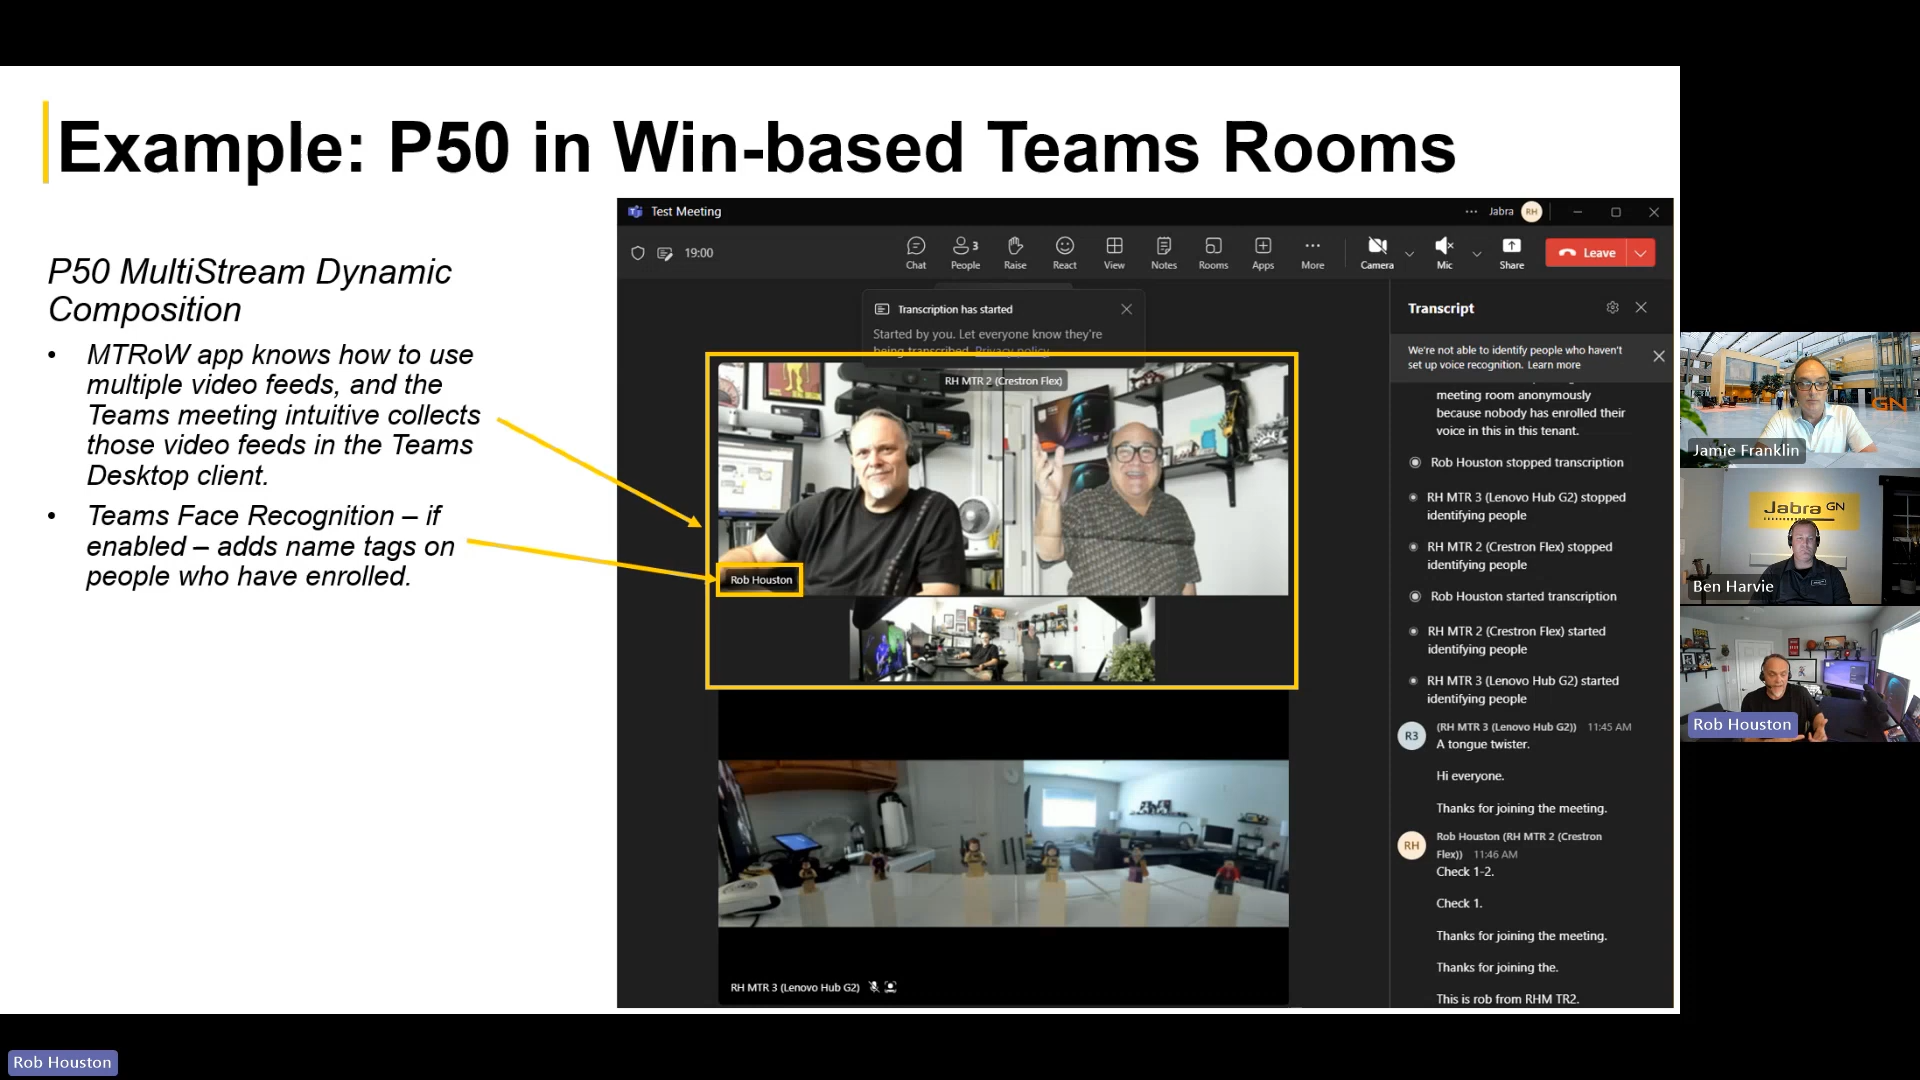 Example: P50 in Win-based Teams Rooms
P50 MultiStream Dynamic
Composition
• MTRoW app knows how to use
multiple video feeds, and the
Teams meeting intuitive collects
those video feeds in the Teams
Desktop client.
• Teams Face Recognition – if
enabled – adds name tags on
people who have enrolled.
Test Meeting
Jabra RH
19:00
3
Chat People Raise React View Notes Rooms Apps More Camera Mic Share Leave
Transcription has started
Started by you. Let everyone know they're
being transcribed. Privacy policy
RH MTR 2 (Crestron Flex)
Rob Houston
RH MTR 3 (Lenovo Hub G2)
Transcript
We're not able to identify people who haven't
set up voice recognition. Learn more
meeting room anonymously
because nobody has enrolled their
voice in this in this tenant.
Rob Houston stopped transcription
RH MTR 3 (Lenovo Hub G2) stopped
identifying people
RH MTR 2 (Crestron Flex) stopped
identifying people
Rob Houston started transcription
RH MTR 2 (Crestron Flex) started
identifying people
RH MTR 3 (Lenovo Hub G2) started
identifying people
R3
(RH MTR 3 (Lenovo Hub G2)) 11:45 AM
A tongue twister.
Hi everyone.
Thanks for joining the meeting.
RH
Rob Houston (RH MTR 2 (Crestron
Flex)) 11:46 AM
Check 1-2.
Check 1.
Thanks for joining the meeting.
Thanks for joining the.
This is rob from RHM TR2.
GN
Jamie Franklin
Jabra GN
Ben Harvie
Rob Houston
Rob Houston